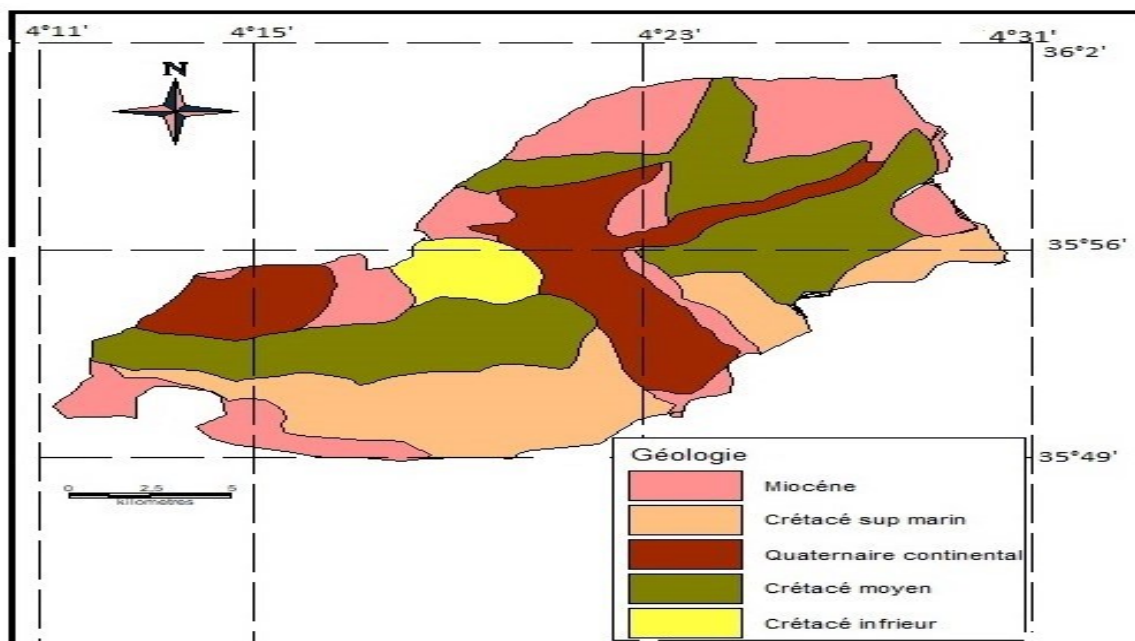 4°11' 4°15' 4°23' 4°31'
36°2'
N
35°56'
35°49'
0 2.5 5
kilometres
Géologie
Miocéne
Crétacé sup marin
Quaternaire continental
Crétacé moyen
Crétacé infrieur